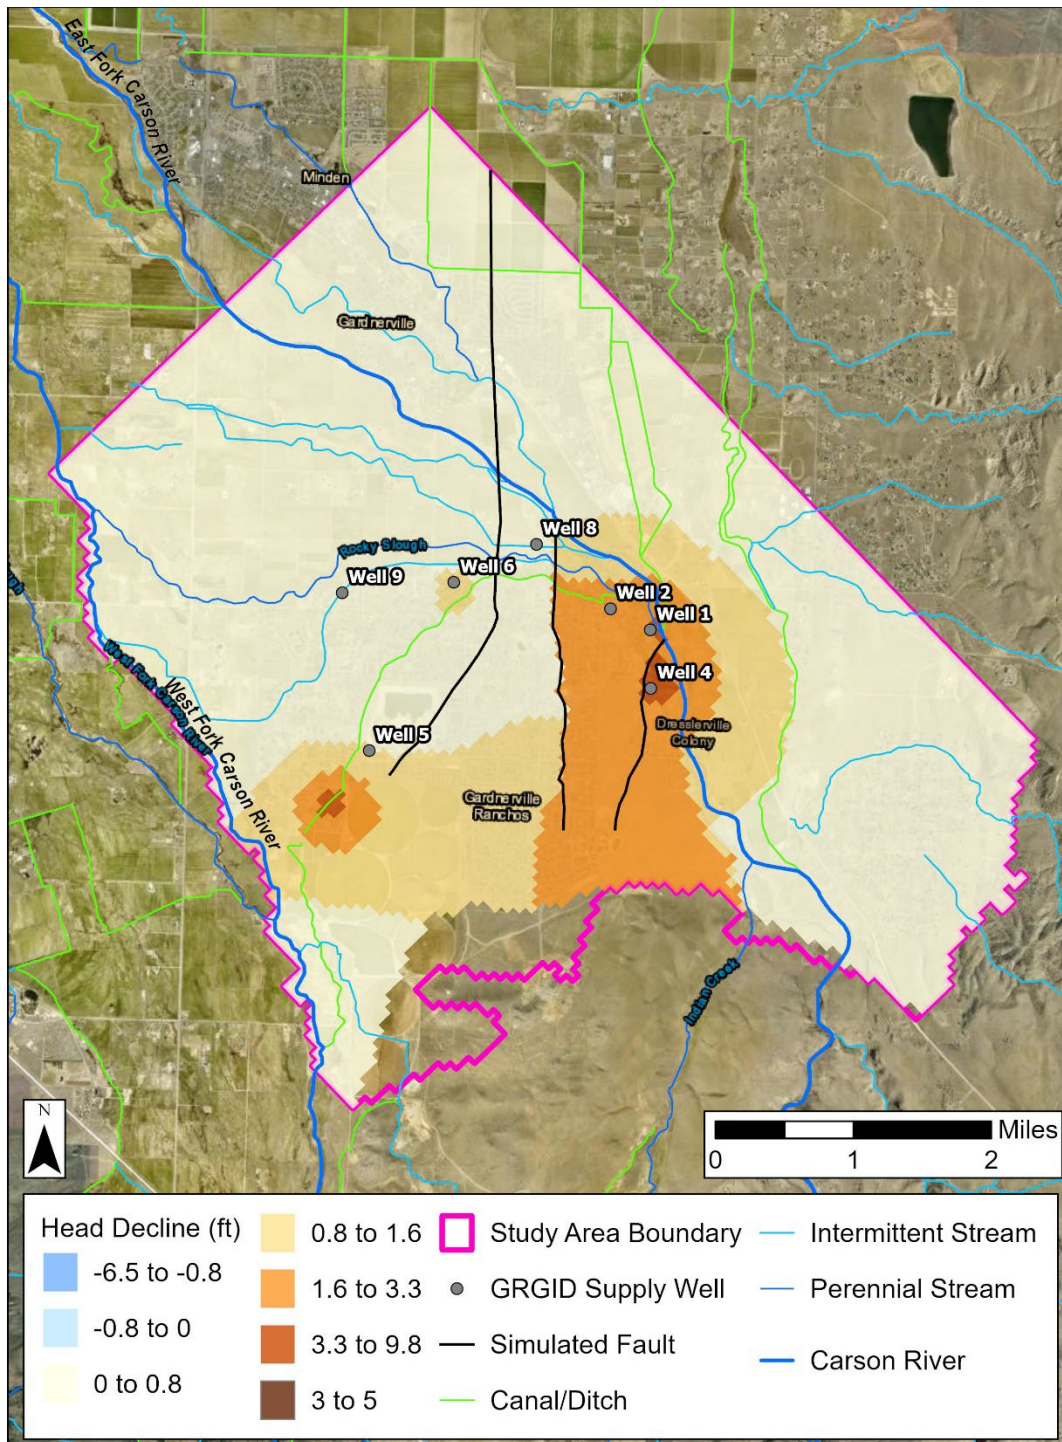 East Fork Carson River
Minden
Gardnerville
Well 8
Rocky Slough
Well 6
Well 9
Well 2
Well 1
Well 4
ugh
West Fork Carson River
West Fork Carson River
Well 5
Dresslerville
Colony
Gardnerville
Ranchos
Indian Creek
N
Miles
0 1 2
Head Decline (ft)
-6.5 to -0.8
-0.8 to 0
0 to 0.8
0.8 to 1.6
1.6 to 3.3
3.3 to 9.8
3 to 5
Study Area Boundary
GRGID Supply Well
Simulated Fault
Canal/Ditch
Intermittent Stream
Perennial Stream
Carson River